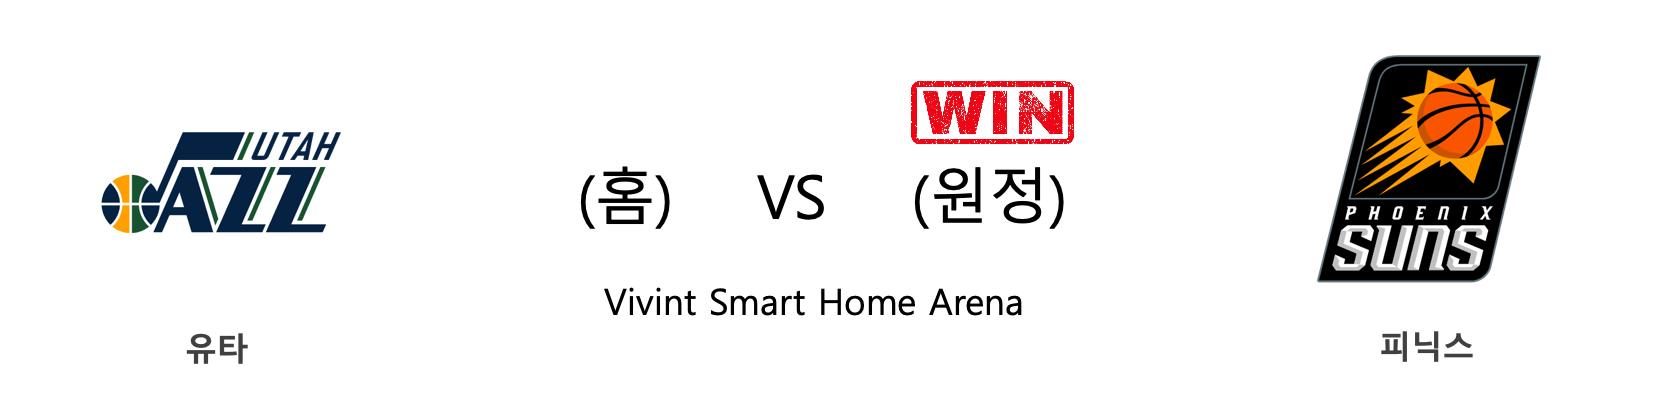 UTAH
JAZZ
유타
WIN
(홈) VS (원정)
Vivint Smart Home Arena
PHOENIX
SUNS
피닉스